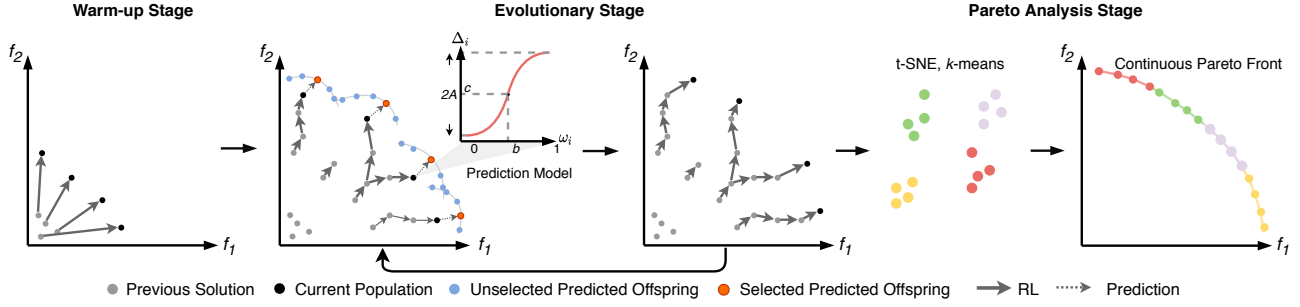 Warm-up Stage
Evolutionary Stage
Pareto Analysis Stage
f2
f1
f2
f1
Δi
2A
c
0
b
1
ωi
Prediction Model
f2
f1
t-SNE, k-means
f2
Continuous Pareto Front
f1
Previous Solution
Current Population
Unselected Predicted Offspring
Selected Predicted Offspring
RL
Prediction